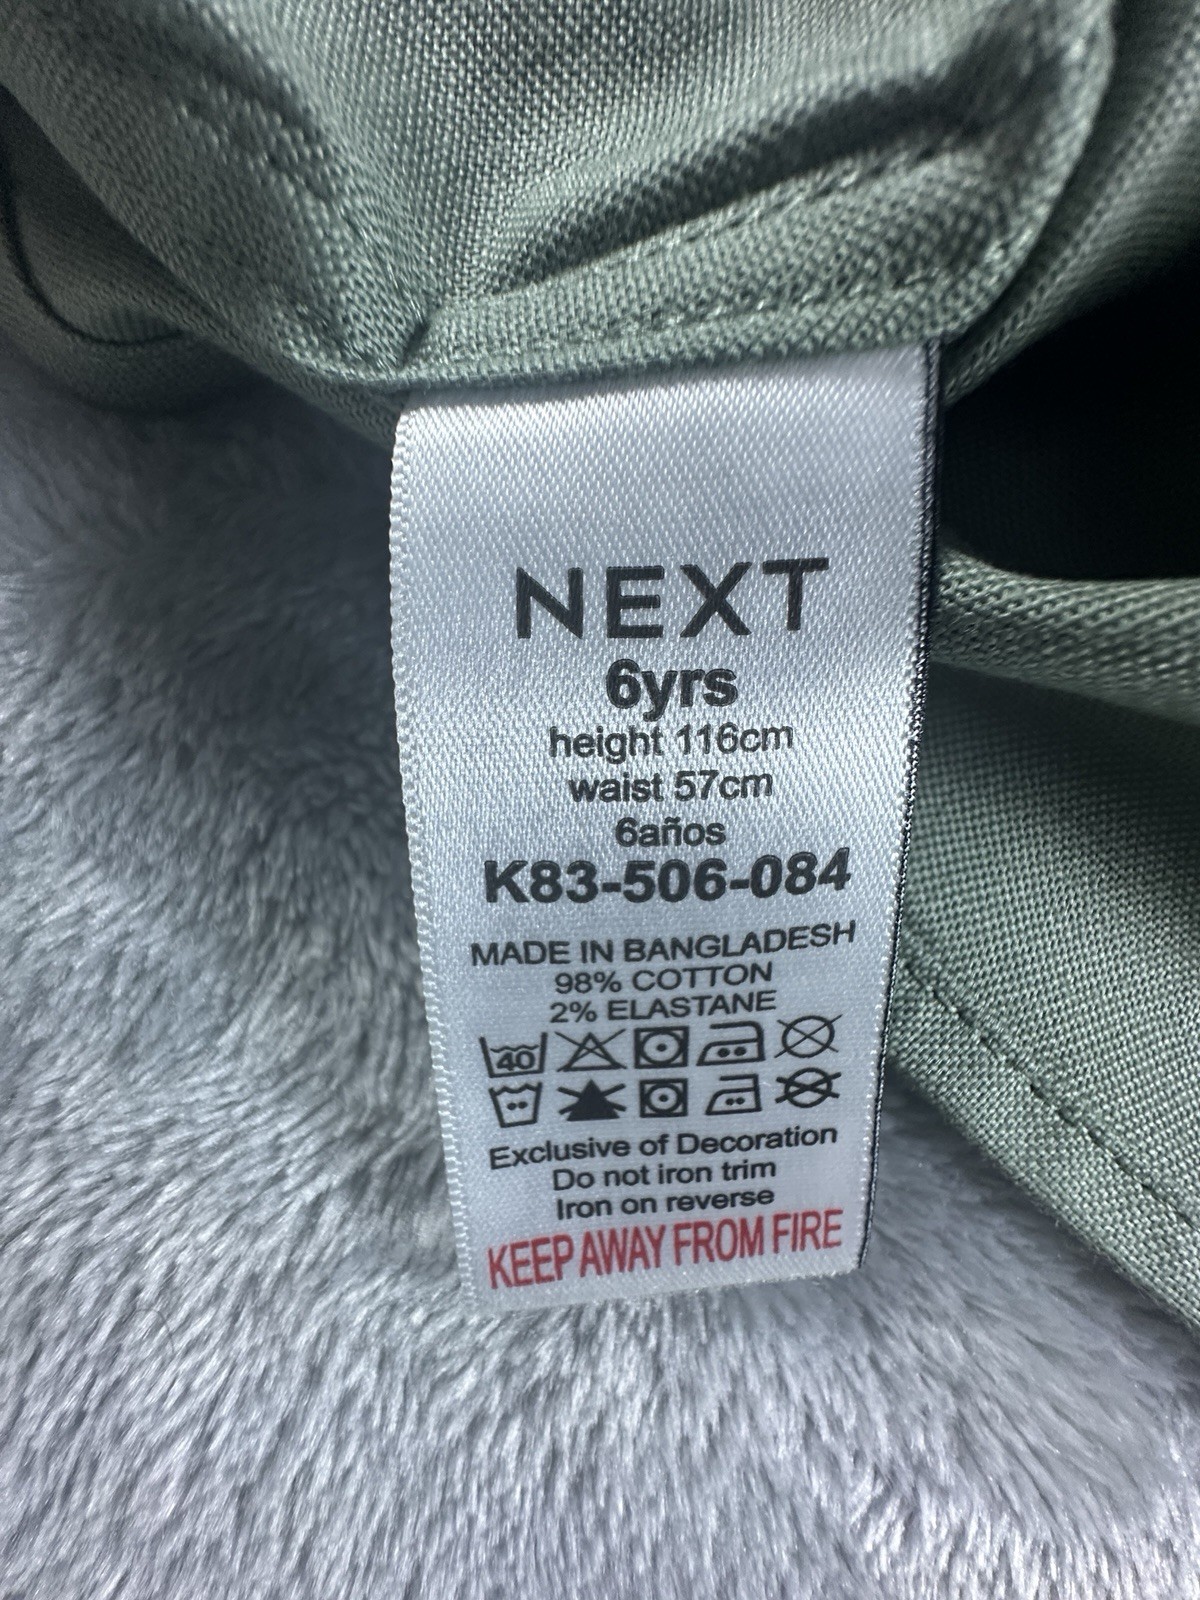 NEXT
6yrs
height 116cm
waist 57cm
6años
K83-506-084
MADE IN BANGLADESH
98% COTTON
2% ELASTANE
40
Exclusive of Decoration
Do not iron trim
Iron on reverse
KEEP AWAY FROM FIRE